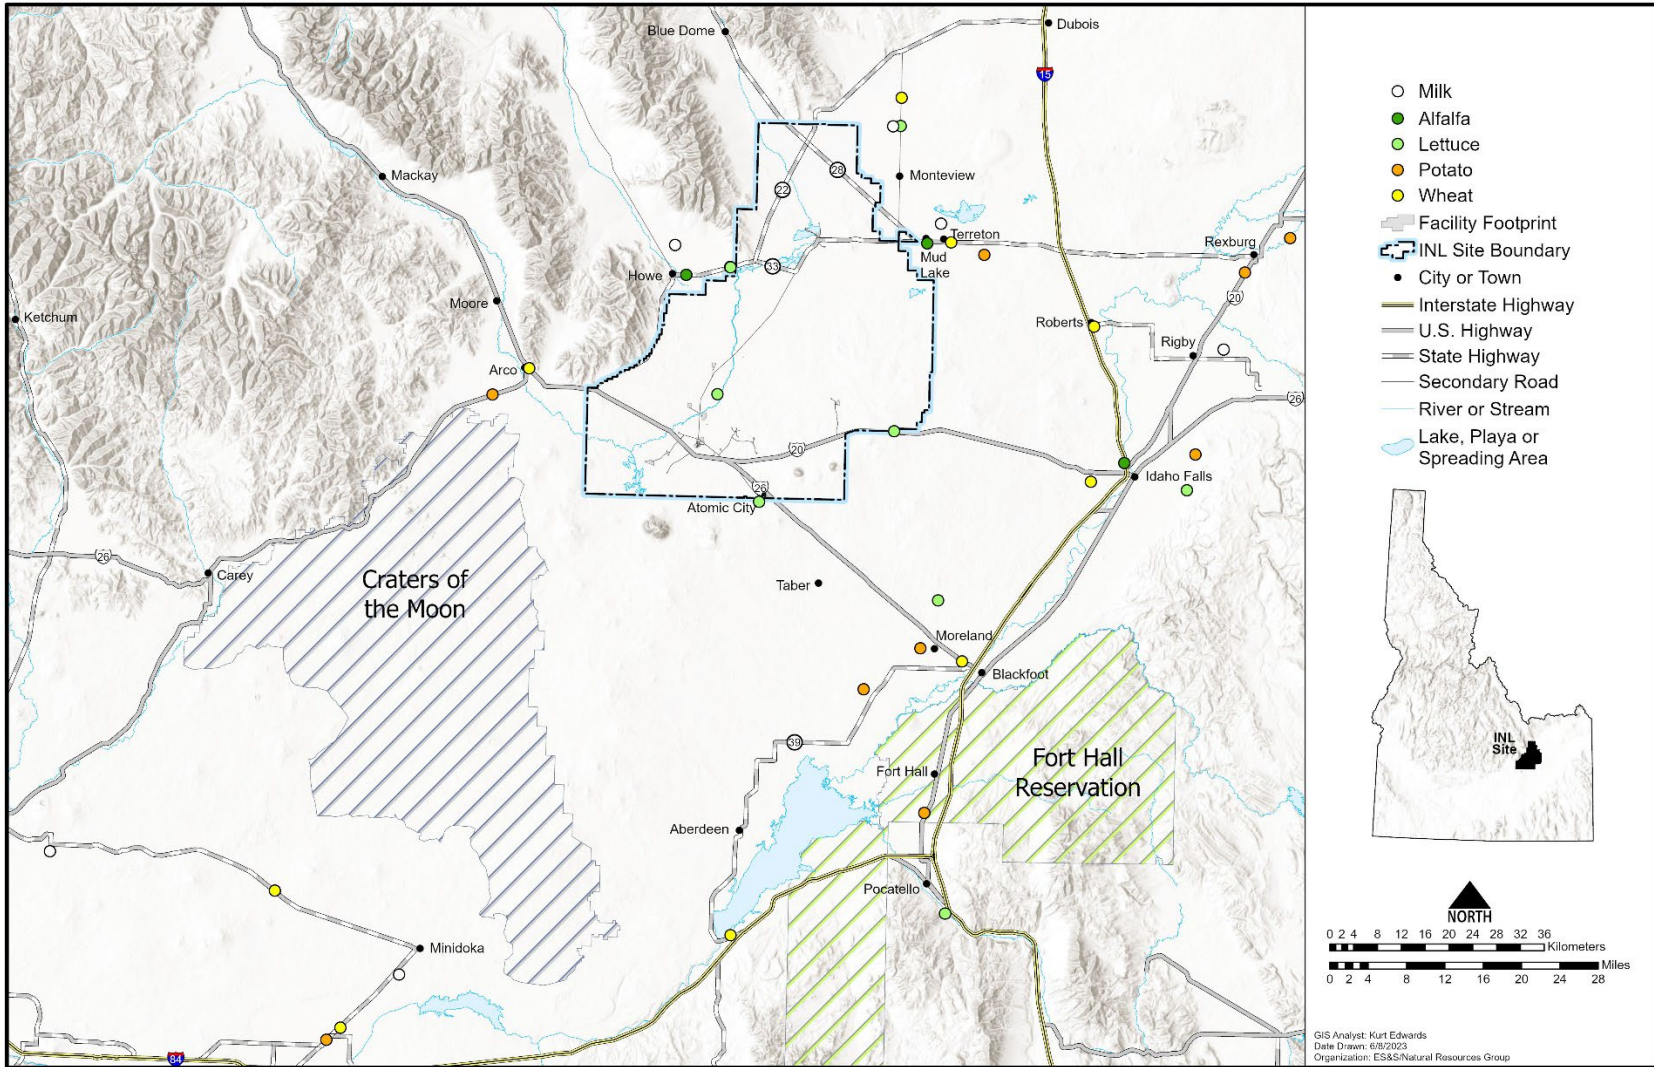 Blue Dome
Dubois
15
Mackay
28
22
Monteview
Terreton
Mud
Lake
Rexburg
Howe
33
20
Moore
Ketchum
Roberts
Rigby
Arco
26
20
Idaho Falls
26
Atomic City
26
Carey
Craters of
the Moon
Taber
Moreland
Blackfoot
39
Fort Hall
Fort Hall
Reservation
Aberdeen
Pocatello
Minidoka
84
Milk
Alfalfa
Lettuce
Potato
Wheat
Facility Footprint
INL Site Boundary
City or Town
Interstate Highway
U.S. Highway
State Highway
Secondary Road
River or Stream
Lake, Playa or
Spreading Area
INL
Site
NORTH
0 2 4 8 12 16 20 24 28 32 36
Kilometers
Miles
0 2 4 8 12 16 20 24 28
GIS Analyst: Kurt Edwards
Date Drawn: 6/8/2023
Organization: ES&S/Natural Resources Group